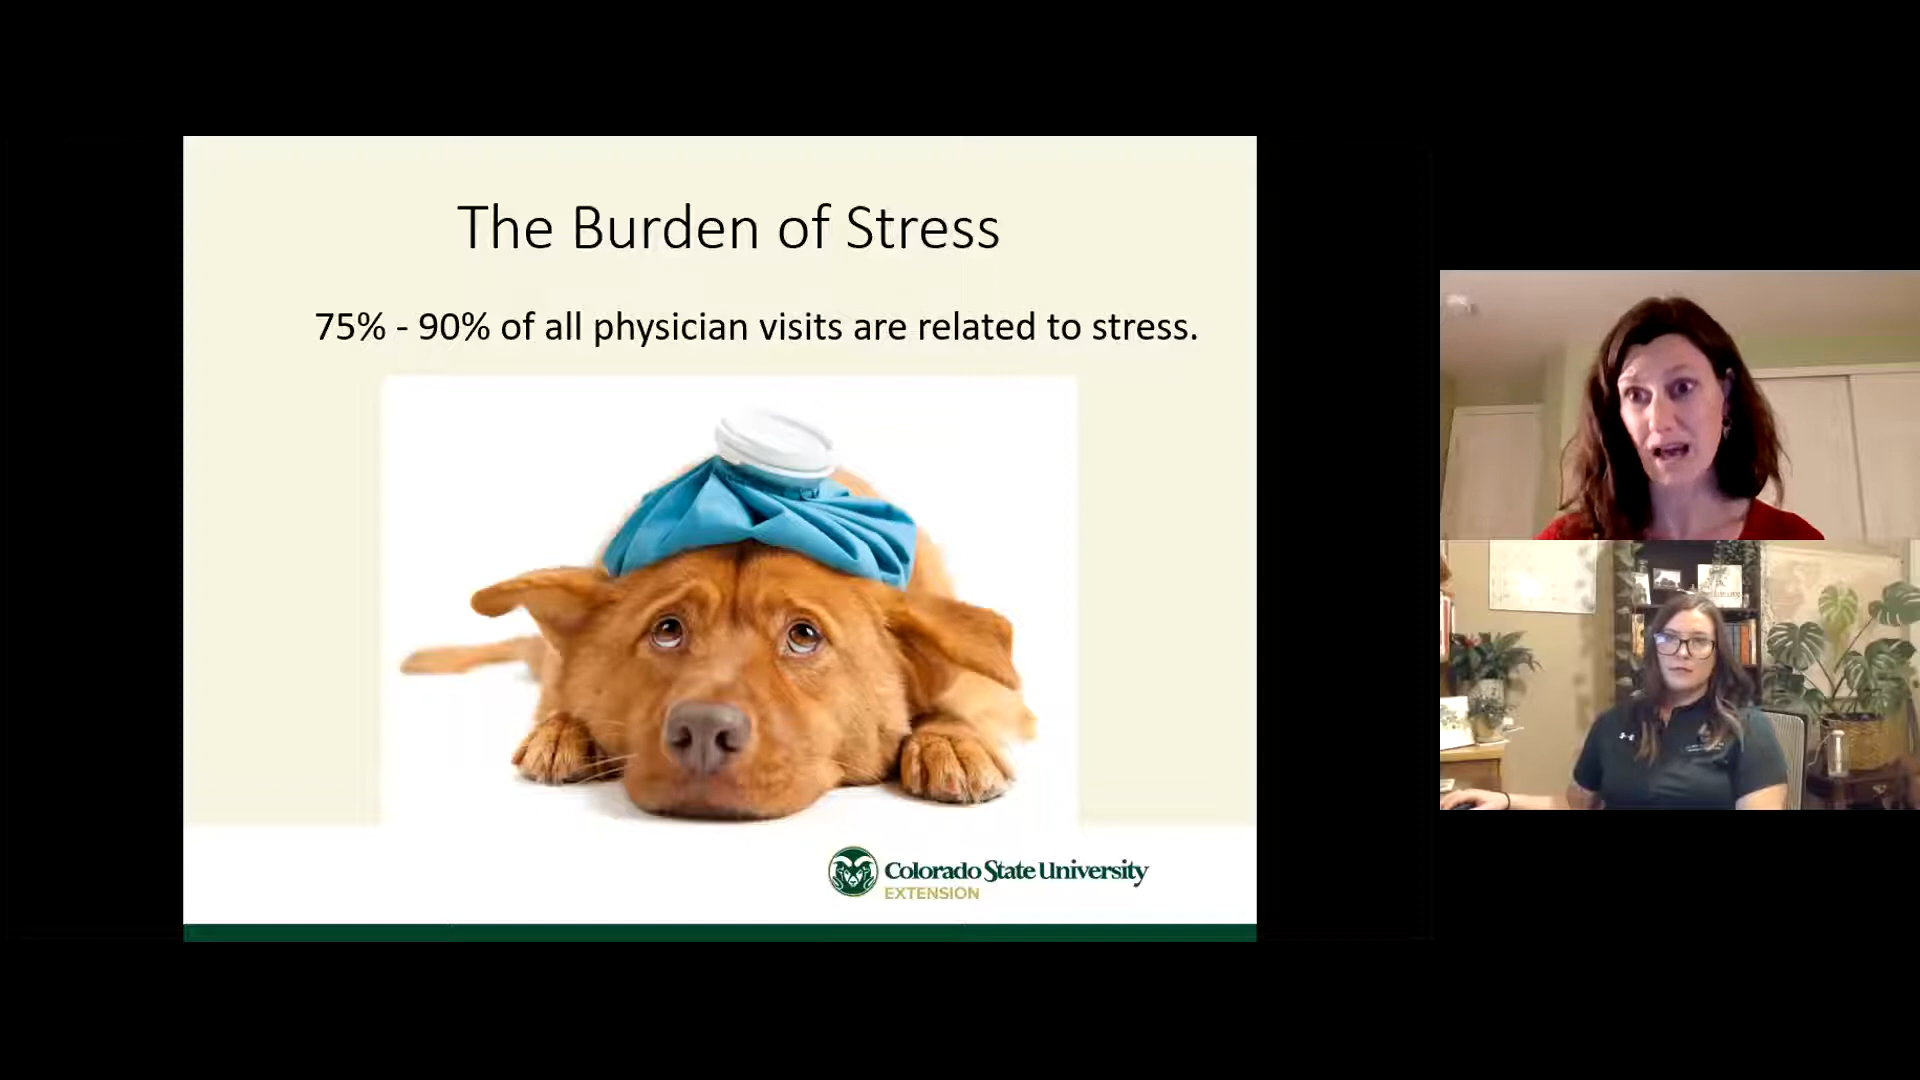 The Burden of Stress
75% - 90% of all physician visits are related to stress.
Colorado State University
EXTENSION